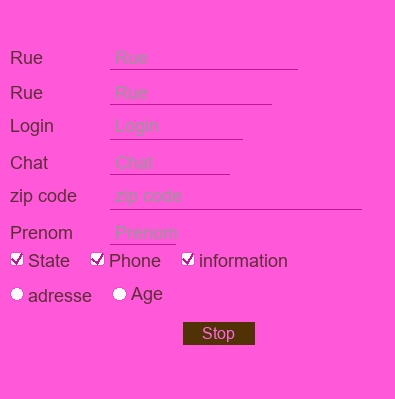 Rue Rue
Rue Rue
Login Login
Chat Chat
zip code zip code
Prenom Prenom
State Phone information
adresse Age
Stop